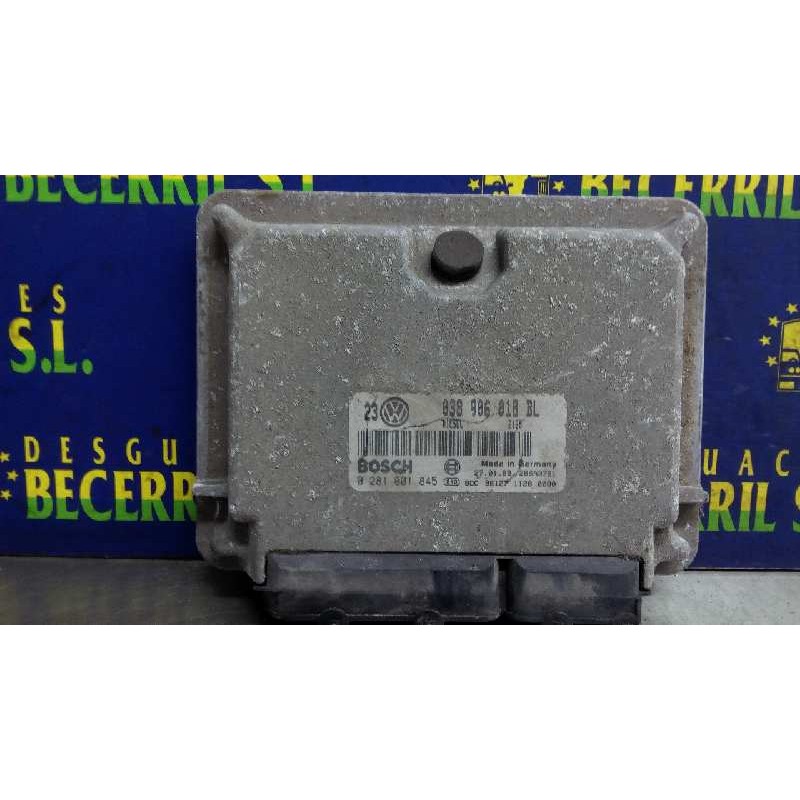 BECERRIL S.L
BECERRIL
ES
S.L.
DESGU
BECERR
UAC
RRIL S
23 038 906 018 BL
BOSCH Made in Germany
0 281 001 845